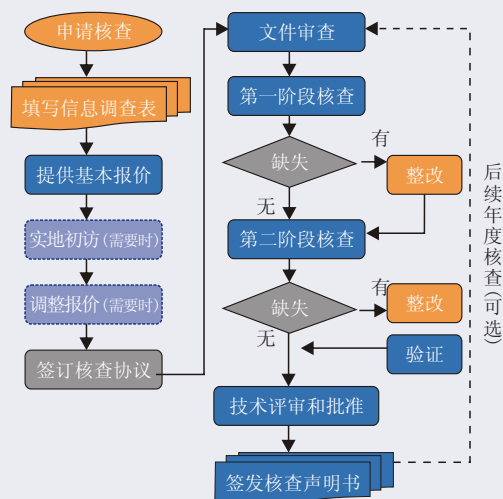 申请核查
填写信息调查表
提供基本报价
实地初访(需要时)
调整报价(需要时)
签订核查协议
文件审查
第一阶段核查
缺失
有
整改
无
第二阶段核查
缺失
有
整改
无
验证
技术评审和批准
签发核查声明书
后续年度核查(可选)